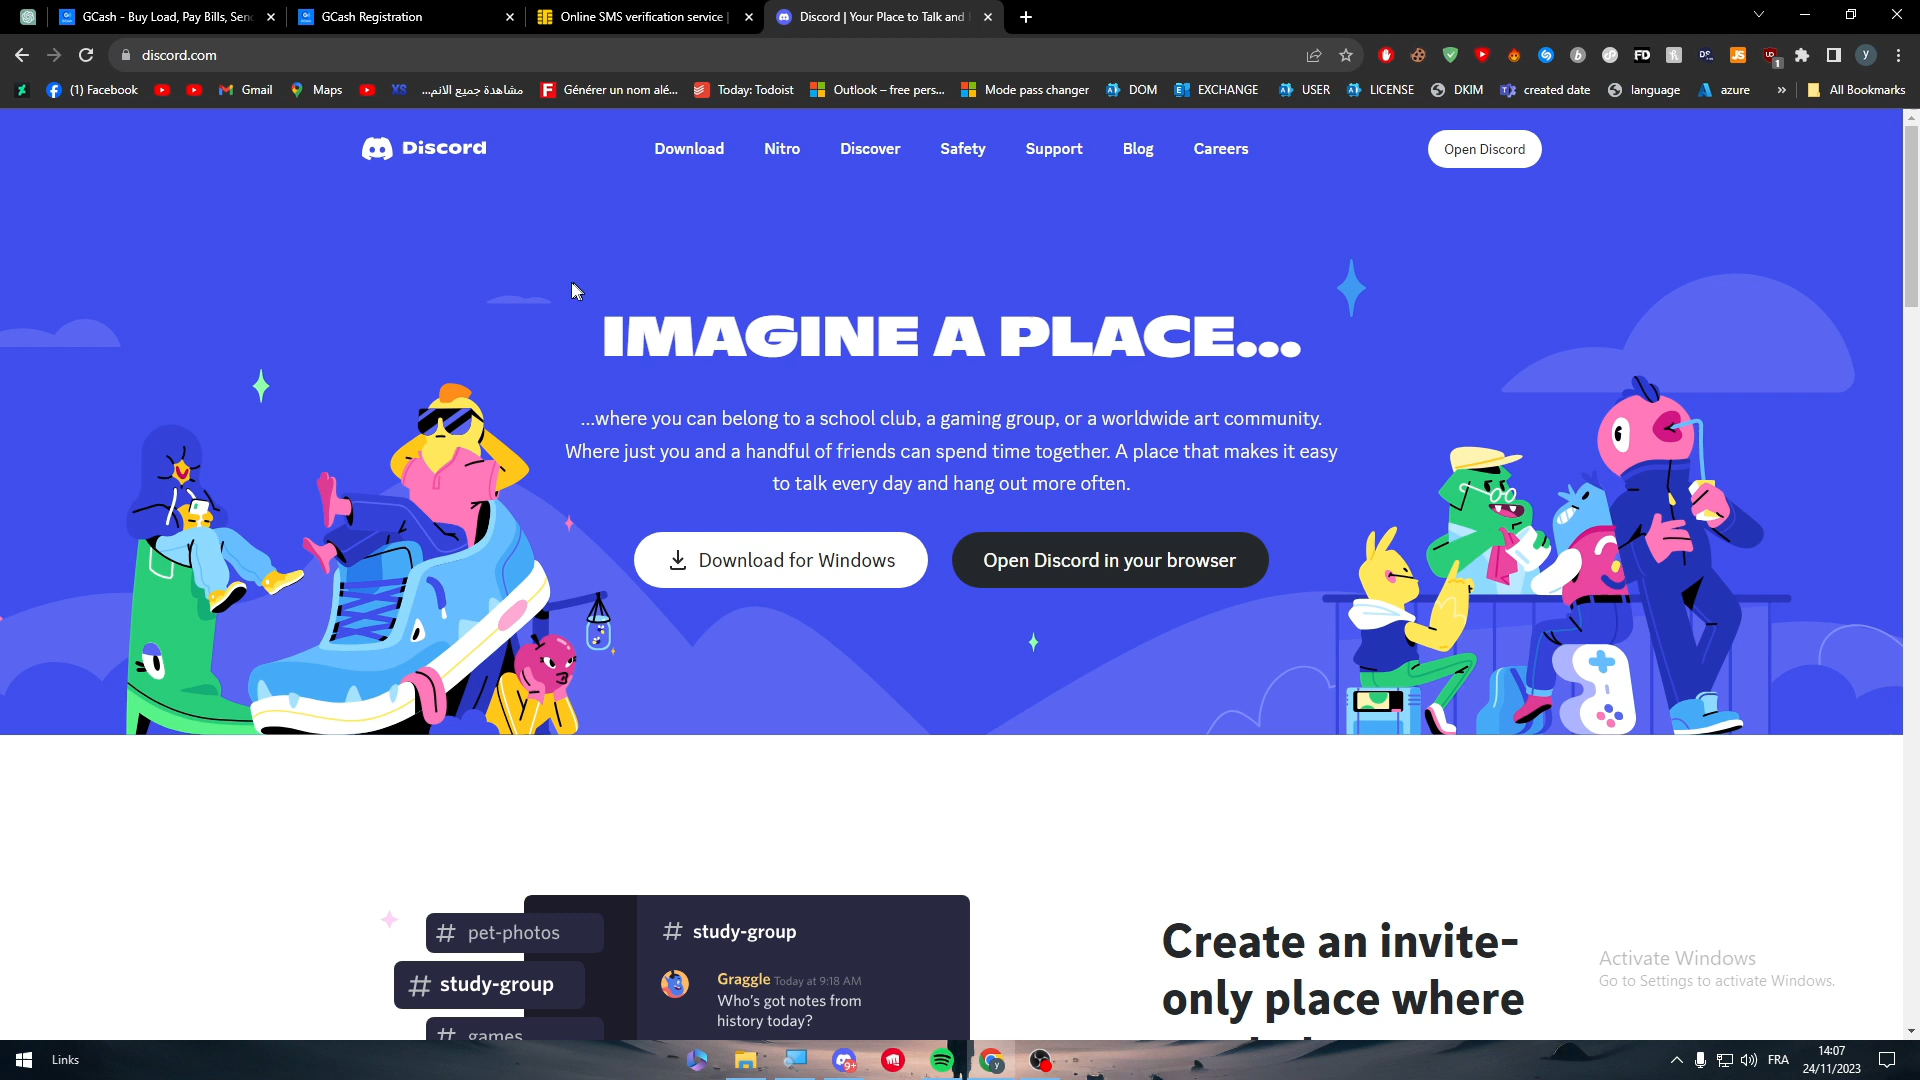 GCash - Buy Load, Pay Bills, Sen
GCash Registration
Online SMS verification service |
Discord | Your Place to Talk and
discord.com
(1) Facebook
Gmail
Maps
XS
مشاهدة جميع الانم...
Générer un nom alé...
Today: Todoist
Outlook – free pers...
Mode pass changer
DOM
EXCHANGE
USER
LICENSE
DKIM
created date
language
azure
»
All Bookmarks
Discord
Download
Nitro
Discover
Safety
Support
Blog
Careers
Open Discord
IMAGINE A PLACE...
...where you can belong to a school club, a gaming group, or a worldwide art community.
Where just you and a handful of friends can spend time together. A place that makes it easy
to talk every day and hang out more often.
Download for Windows
Open Discord in your browser
# pet-photos
# study-group
# games
# study-group
Graggle Today at 9:18 AM
Who's got notes from
history today?
Create an invite-
only place where
Activate Windows
Go to Settings to activate Windows.
Links
FRA
14:07
24/11/2023